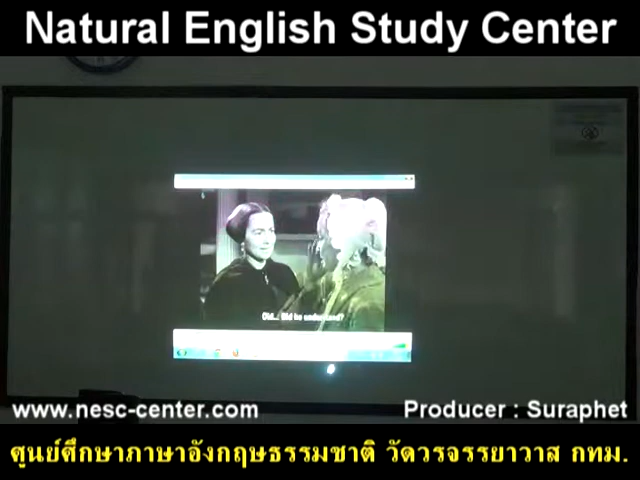 Natural English Study Center
Did... Did he understand?
www.nesc-center.com
Producer : Suraphet
ศูนย์ศึกษาภาษาอังกฤษธรรมชาติ วัดวรจรรยาวาส กทม.